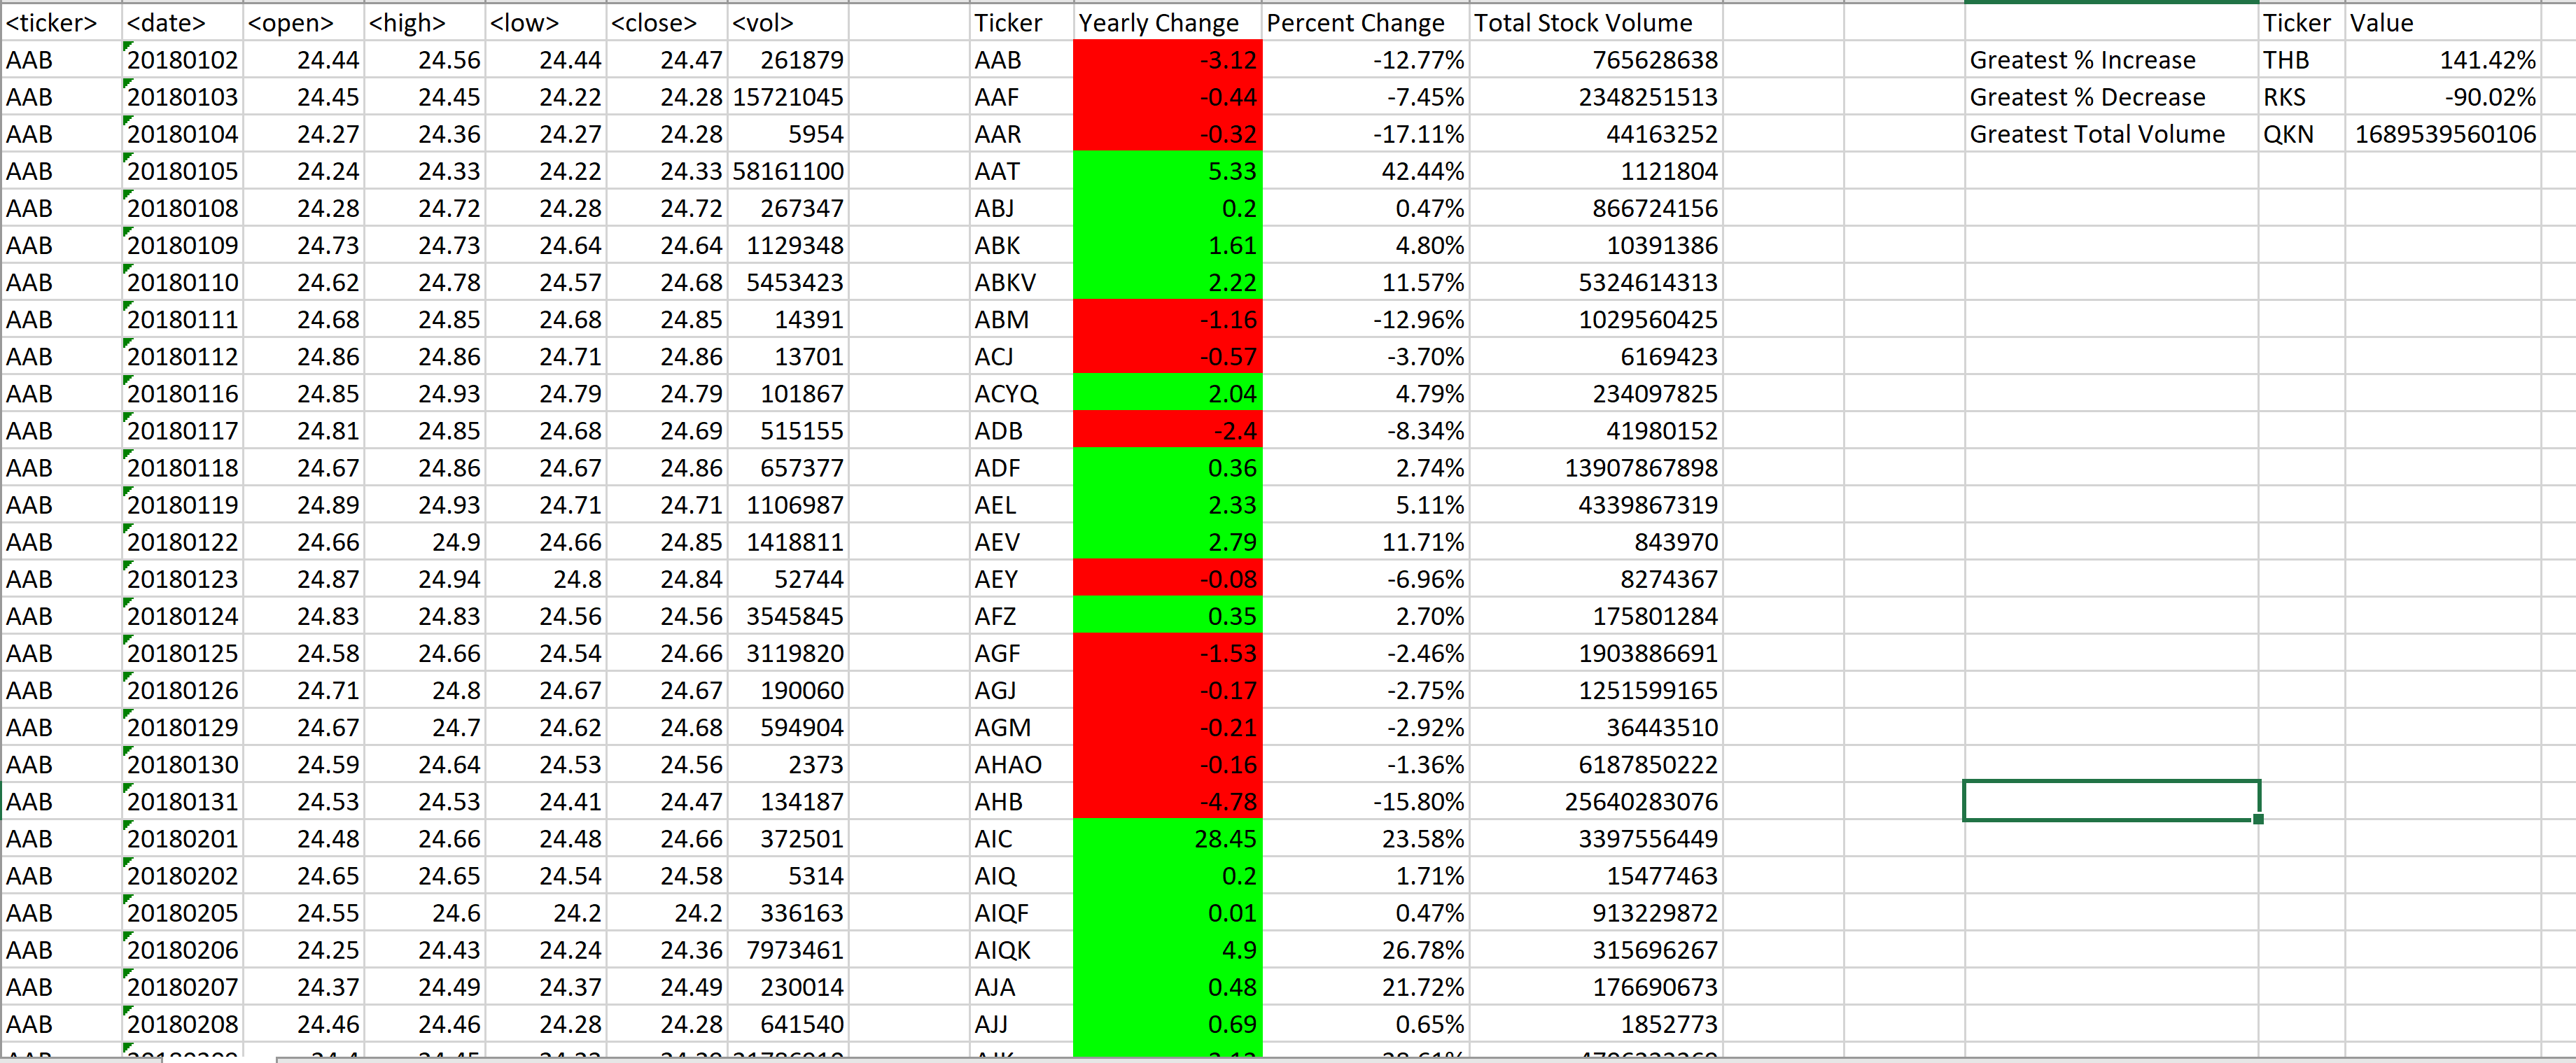 <ticker> <date> <open> <high> <low> <close> <vol> Ticker Yearly Change Percent Change Total Stock Volume Ticker Value
AAB 20180102 24.44 24.56 24.44 24.47 261879 AAB -3.12 -12.77% 765628638 Greatest % Increase THB 141.42%
AAB 20180103 24.45 24.45 24.22 24.28 15721045 AAF -0.44 -7.45% 2348251513 Greatest % Decrease RKS -90.02%
AAB 20180104 24.27 24.36 24.27 24.28 5954 AAR -0.32 -17.11% 44163252 Greatest Total Volume QKN 1689539560106
AAB 20180105 24.24 24.33 24.22 24.33 58161100 AAT 5.33 42.44% 1121804
AAB 20180108 24.28 24.72 24.28 24.72 267347 ABJ 0.2 0.47% 866724156
AAB 20180109 24.73 24.73 24.64 24.64 1129348 ABK 1.61 4.80% 10391386
AAB 20180110 24.62 24.78 24.57 24.68 5453423 ABKV 2.22 11.57% 5324614313
AAB 20180111 24.68 24.85 24.68 24.85 14391 ABM -1.16 -12.96% 1029560425
AAB 20180112 24.86 24.86 24.71 24.86 13701 ACJ -0.57 -3.70% 6169423
AAB 20180116 24.85 24.93 24.79 24.79 101867 ACYQ 2.04 4.79% 234097825
AAB 20180117 24.81 24.85 24.68 24.69 515155 ADB -2.4 -8.34% 41980152
AAB 20180118 24.67 24.86 24.67 24.86 657377 ADF 0.36 2.74% 13907867898
AAB 20180119 24.89 24.93 24.71 24.71 1106987 AEL 2.33 5.11% 4339867319
AAB 20180122 24.66 24.9 24.66 24.85 1418811 AEV 2.79 11.71% 843970
AAB 20180123 24.87 24.94 24.8 24.84 52744 AEY -0.08 -6.96% 8274367
AAB 20180124 24.83 24.83 24.56 24.56 3545845 AFZ 0.35 2.70% 175801284
AAB 20180125 24.58 24.66 24.54 24.66 3119820 AGF -1.53 -2.46% 1903886691
AAB 20180126 24.71 24.8 24.67 24.67 190060 AGJ -0.17 -2.75% 1251599165
AAB 20180129 24.67 24.7 24.62 24.68 594904 AGM -0.21 -2.92% 36443510
AAB 20180130 24.59 24.64 24.53 24.56 2373 AHAO -0.16 -1.36% 6187850222
AAB 20180131 24.53 24.53 24.41 24.47 134187 AHB -4.78 -15.80% 25640283076
AAB 20180201 24.48 24.66 24.48 24.66 372501 AIC 28.45 23.58% 3397556449
AAB 20180202 24.65 24.65 24.54 24.58 5314 AIQ 0.2 1.71% 15477463
AAB 20180205 24.55 24.6 24.2 24.2 336163 AIQF 0.01 0.47% 913229872
AAB 20180206 24.25 24.43 24.24 24.36 7973461 AIQK 4.9 26.78% 315696267
AAB 20180207 24.37 24.49 24.37 24.49 230014 AJA 0.48 21.72% 176690673
AAB 20180208 24.46 24.46 24.28 24.28 641540 AJJ 0.69 0.65% 1852773